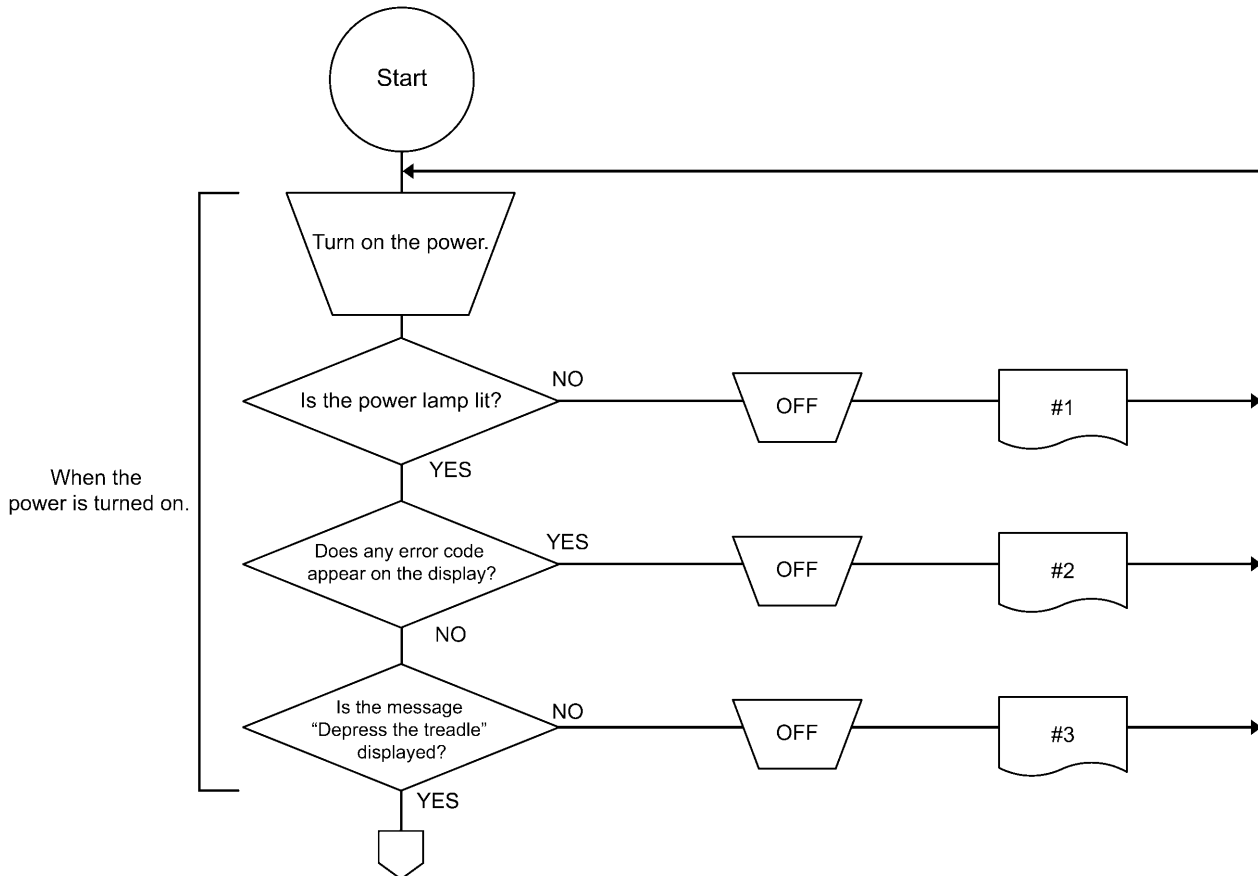 Start
Turn on the power.
NO
Is the power lamp lit?
OFF
#1
YES
When the
power is turned on.
YES
Does any error code
appear on the display?
OFF
#2
NO
NO
Is the message
“Depress the treadle”
displayed?
OFF
#3
YES